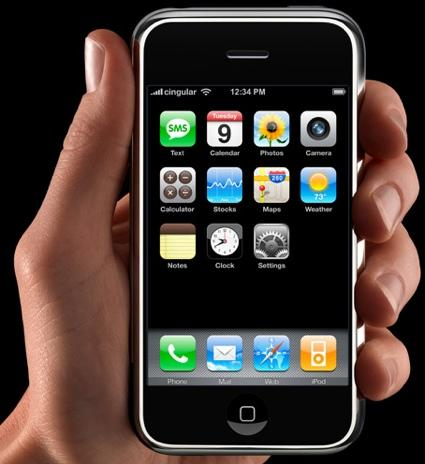 cingular 12:34 PM
SMS Tuesday 9
Text Calendar Photos Camera
280
73°
Calculator Stocks Maps Weather
Notes Clock Settings
Phone Mail Web iPod